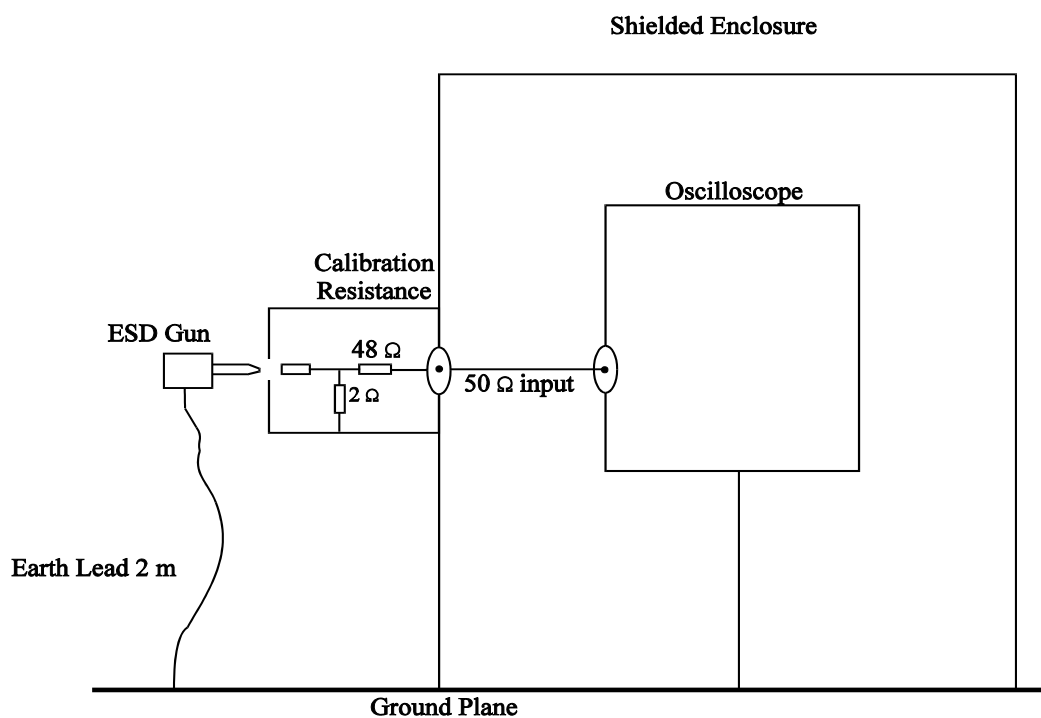 Shielded Enclosure
Oscilloscope
Calibration
Resistance
ESD Gun
48 Ω
50 Ω input
2 Ω
Earth Lead 2 m
Ground Plane